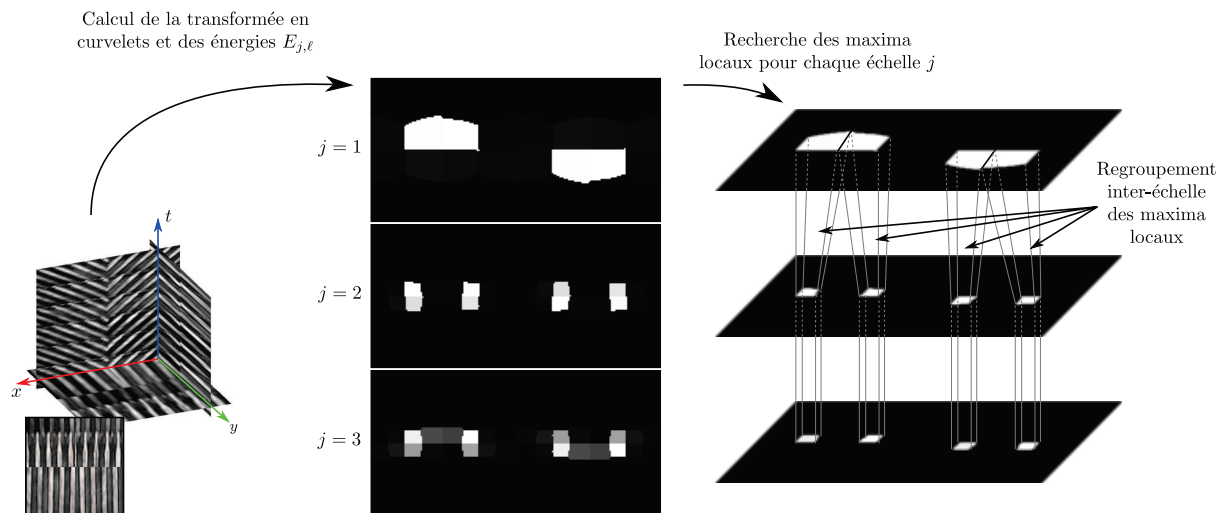 Calcul de la transformée en
curvelets et des énergies E_{j,ℓ}
Recherche des maxima
locaux pour chaque échelle j
j = 1
Regroupement
inter-échelle
des maxima
locaux
t
j = 2
x
y
j = 3